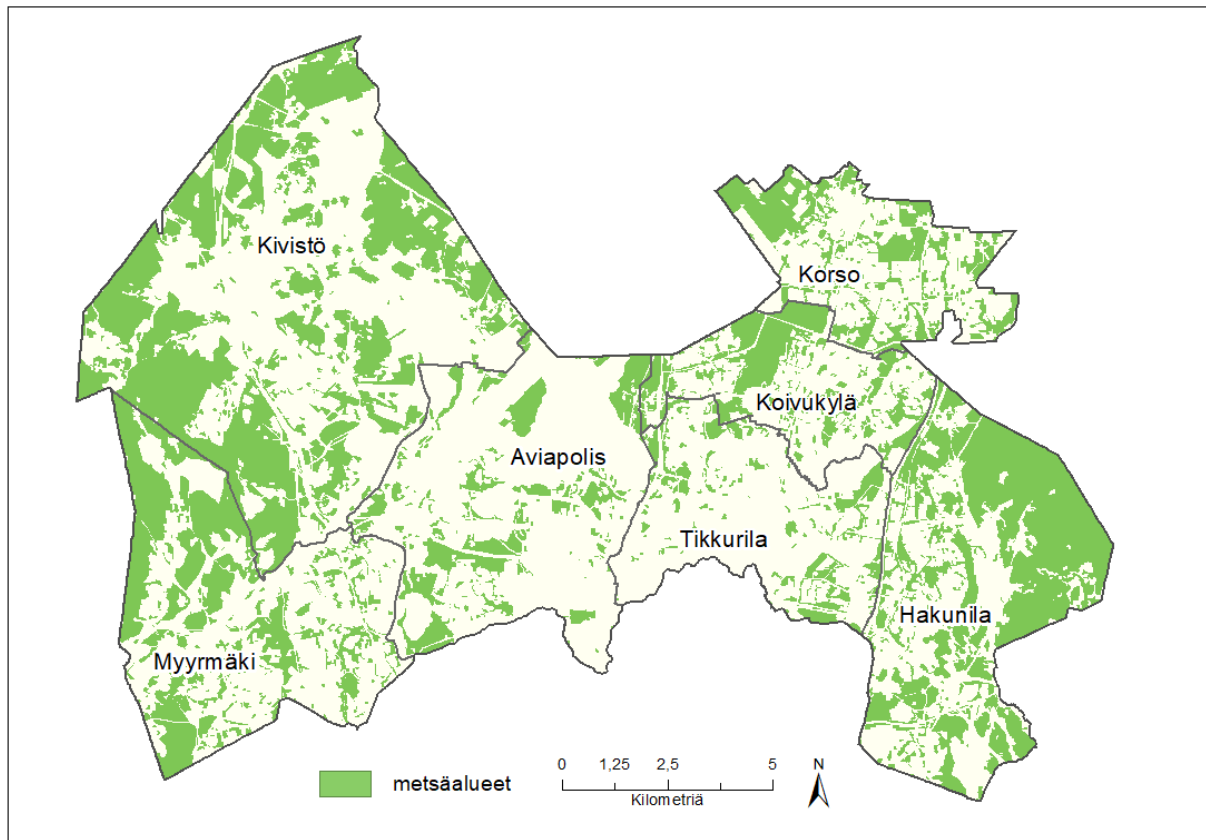 Kivistö
Korso
Koivukylä
Aviapolis
Tikkurila
Hakunila
Myyrmäki
metsäalueet
0 1,25 2,5 5
Kilometriä
N